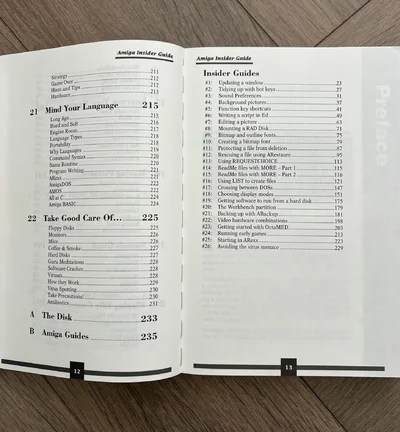 Amiga Insider Guide
Strategy 211
Game Over 212
Hints and Tips 213
Hardware 213
21 Mind Your Language 215
Long Ago 215
Hard and Soft 216
Engine Room 217
Language Types 218
Portability 218
Why Languages 219
Command Syntax 220
Same Routine 220
Program Writing 221
ARexx 221
AmigaDOS 223
AMOS 223
All at C 224
Amiga BASIC 224
22 Take Good Care Of... 225
Floppy Disks 225
Monitors 226
Mice 226
Coffee & Smoke 227
Hard Disks 227
Guru Meditations 228
Software Crashes 228
Viruses 228
How they Work 229
Virus Spotting 230
Take Precautions! 230
Antibiotics 231
A The Disk 233
B Amiga Guides 235
12
Amiga Insider Guide
Insider Guides
#1: Updating a window 23
#2: Tidying up with hot keys 27
#3: Sound Preferences 31
#4: Background pictures 37
#5: Function key shortcuts 41
#6: Writing a script in Ed 49
#7: Editing a picture 63
#8: Mounting a RAD Disk 71
#9: Bitmap and outline fonts 75
#10: Creating a bitmap font 79
#11: Protecting a file from deletion 87
#12: Rescuing a file using ARestaure 95
#13: Using REQUESTCHOICE 113
#14: ReadMe files with MORE - Part 1 115
#15: ReadMe files with MORE - Part 2 116
#16: Using LIST to create files 121
#17: Crossing between DOSs 147
#18: Choosing display modes 151
#19: Getting software to run from a hard disk 175
#20: The Workbench partition 179
#21: Backing up with ABackup 181
#22: Video hardware combinations 198
#23: Getting started with OctaMED 203
#24: Running early games 213
#25: Starting in ARexx 223
#26: Avoiding the virus menace 229
13